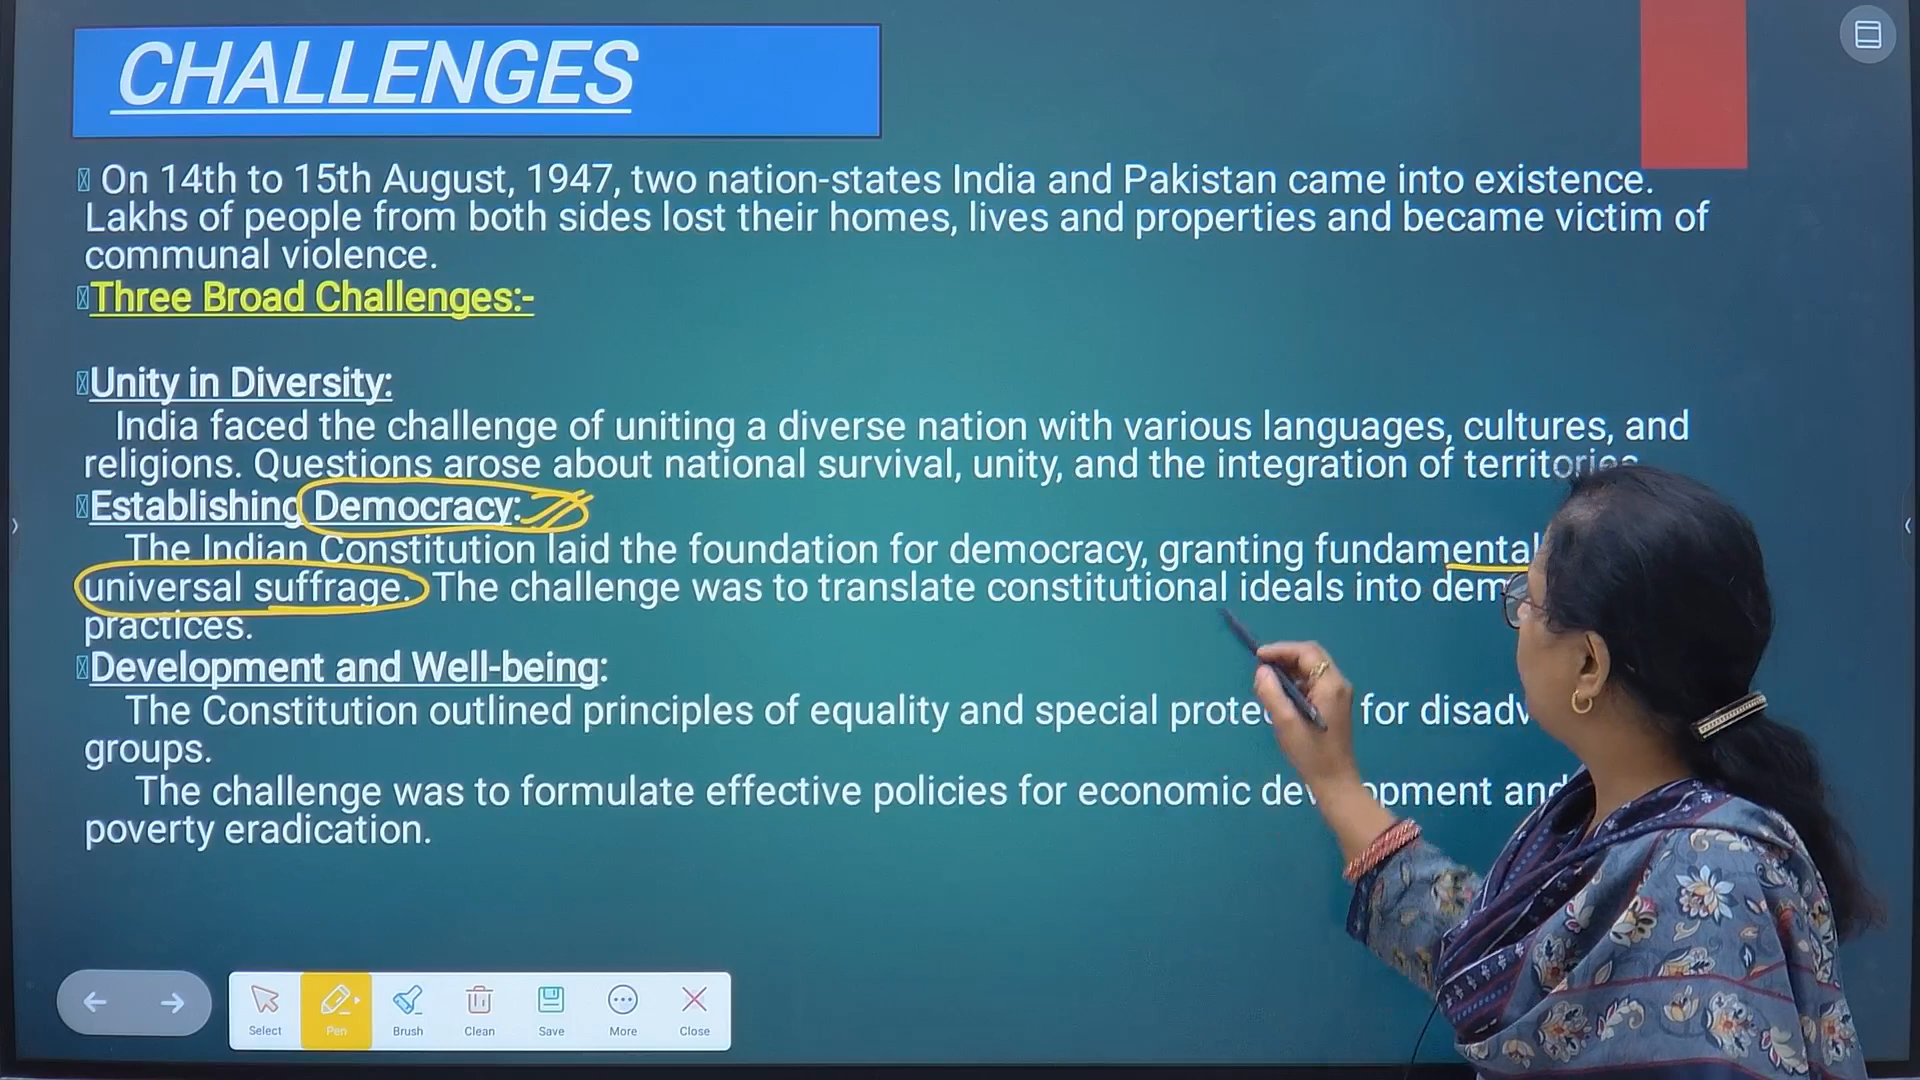 CHALLENGES
On 14th to 15th August, 1947, two nation-states India and Pakistan came into existence.
Lakhs of people from both sides lost their homes, lives and properties and became victim of
communal violence.
Three Broad Challenges:-
Unity in Diversity:
India faced the challenge of uniting a diverse nation with various languages, cultures, and
religions. Questions arose about national survival, unity, and the integration of territories.
Establishing Democracy:
The Indian Constitution laid the foundation for democracy, granting fundamental
universal suffrage. The challenge was to translate constitutional ideals into
practices.
Development and Well-being:
The Constitution outlined principles of equality and special for
groups.
The challenge was to formulate effective policies for economic and
poverty eradication.
Select Pen Brush Clean Save More Close